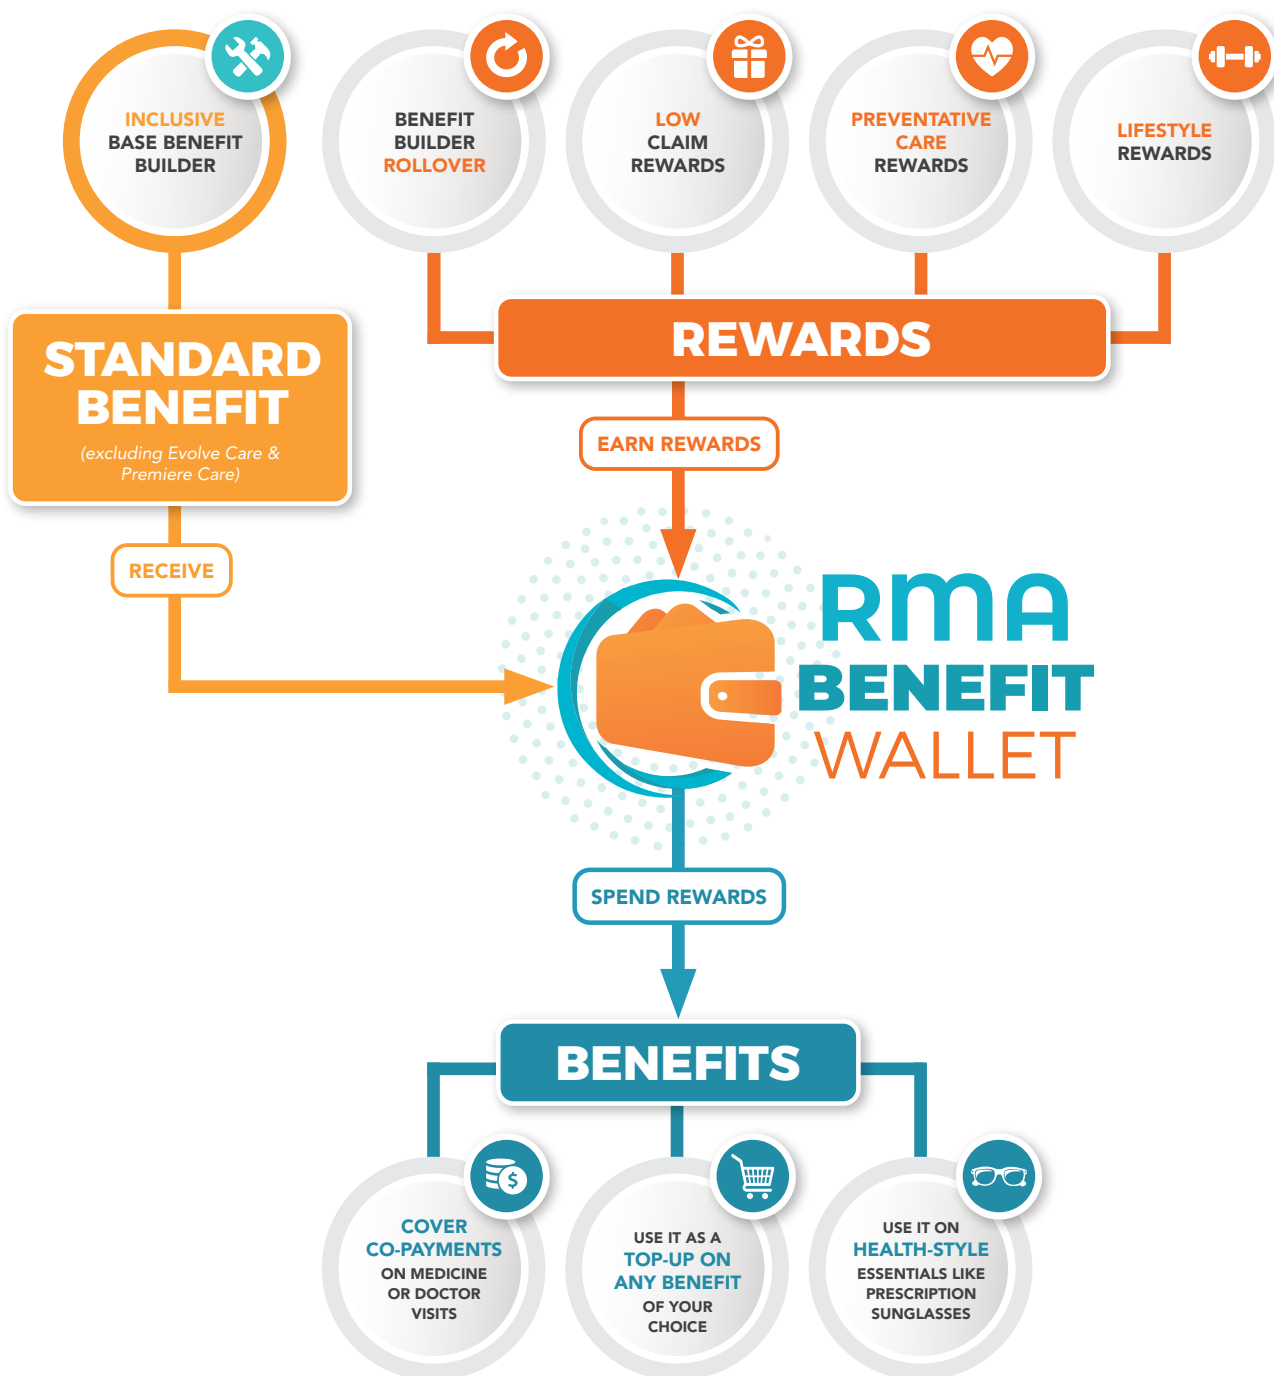 INCLUSIVE
BASE BENEFIT
BUILDER
BENEFIT
BUILDER
ROLLOVER
LOW
CLAIM
REWARDS
PREVENTATIVE
CARE
REWARDS
LIFESTYLE
REWARDS
STANDARD
BENEFIT
(excluding Evolve Care &
Premiere Care)
REWARDS
EARN REWARDS
RECEIVE
RMA
BENEFIT
WALLET
SPEND REWARDS
BENEFITS
$
COVER
CO-PAYMENTS
ON MEDICINE
OR DOCTOR
VISITS
USE IT AS A
TOP-UP ON
ANY BENEFIT
OF YOUR
CHOICE
USE IT ON
HEALTH-STYLE
ESSENTIALS LIKE
PRESCRIPTION
SUNGLASSES